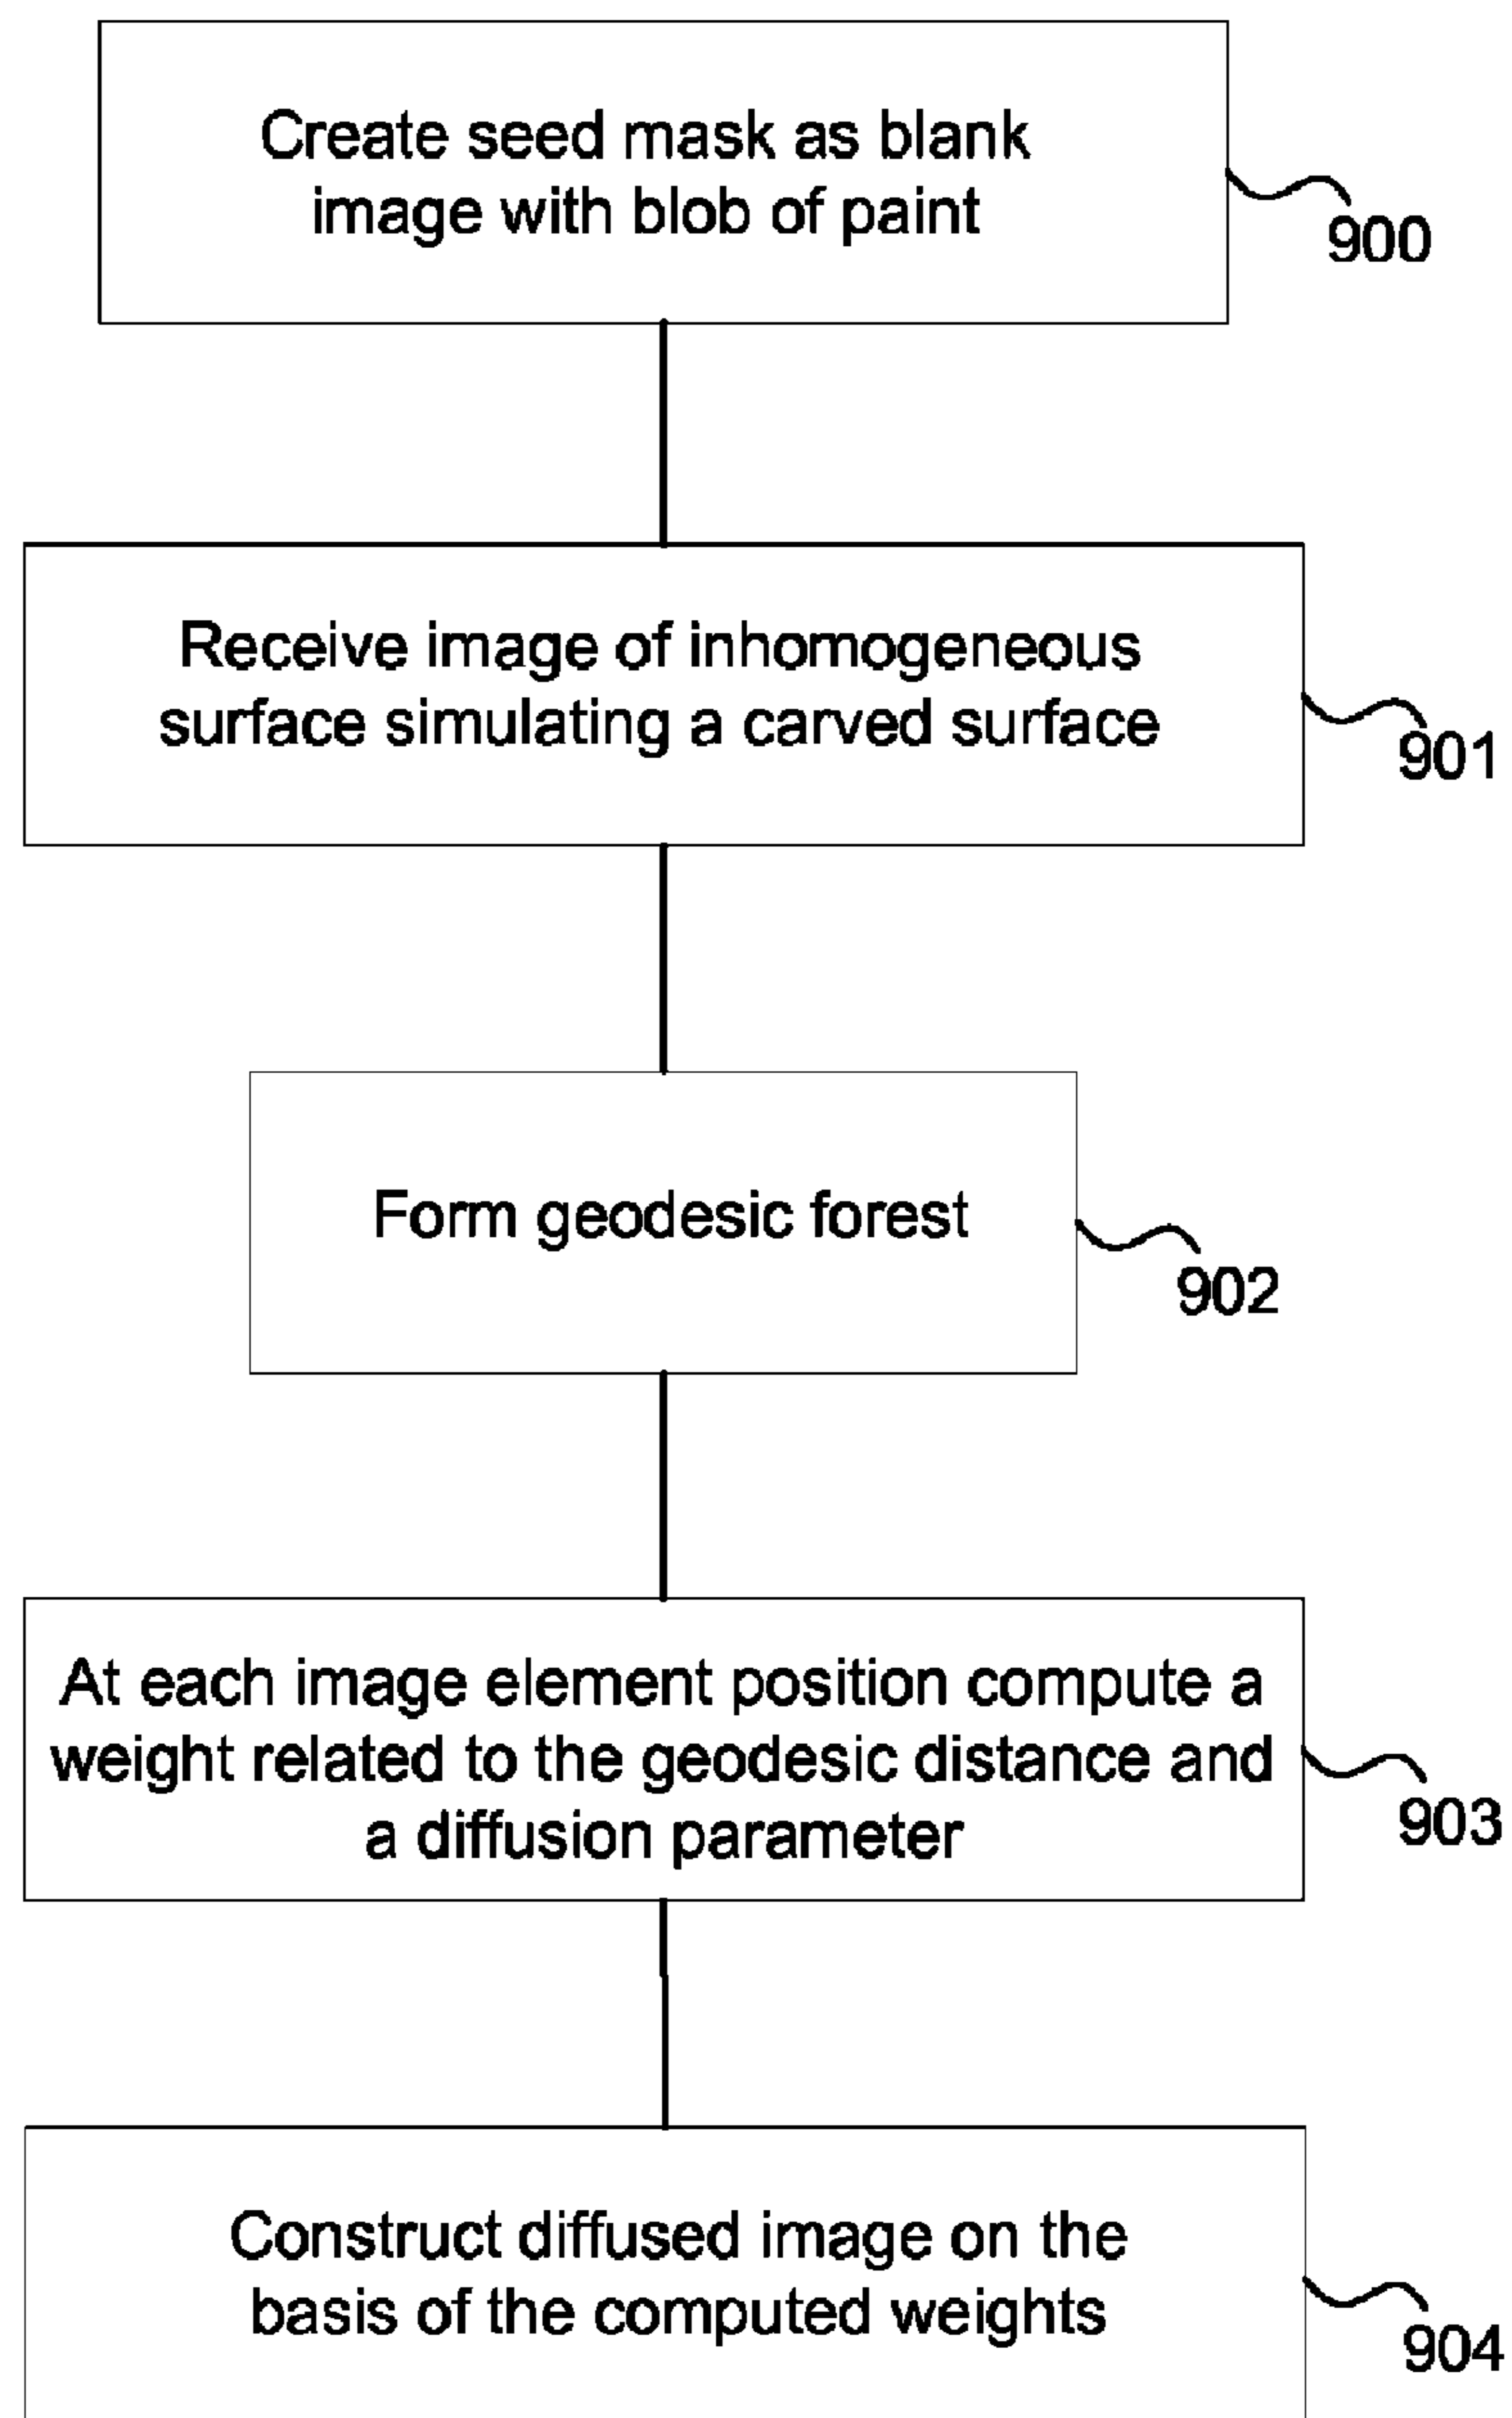 Create seed mask as blank
image with blob of paint
900
Receive image of inhomogeneous
surface simulating a carved surface
901
Form geodesic forest
902
At each image element position compute a
weight related to the geodesic distance and
a diffusion parameter
903
Construct diffused image on the
basis of the computed weights
904